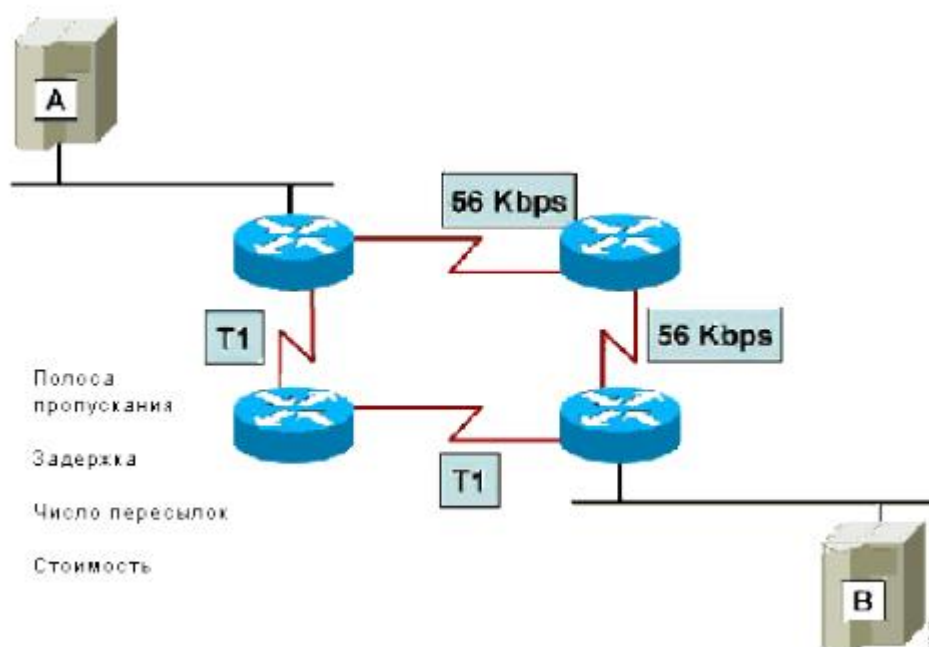 A
56 Kbps
T1
56 Kbps
Полоса
пропускания
Задержка
Число пересылок
T1
Стоимость
B